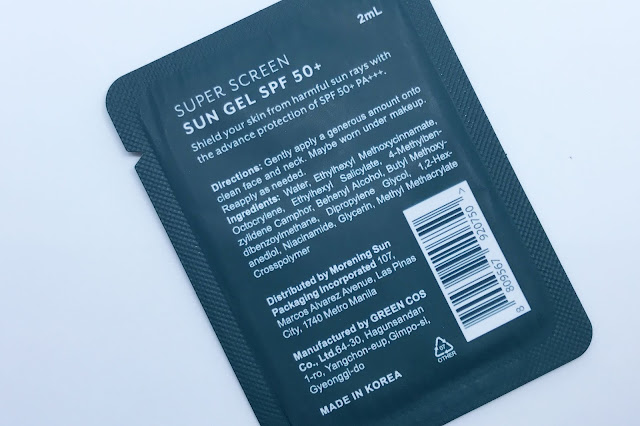 2mL
SUPER SCREEN
SUN GEL SPF 50+
Shield your skin from harmful sun rays with
the advance protection of SPF 50+ PA+++.
Directions: Gently apply a generous amount onto
clean face and neck. Maybe worn under makeup.
Reapply as needed.
Ingredients: Water, Ethylhexyl Methoxycinnamate,
Octocrylene, Ethylhexyl Salicylate, 4-Methylben-
zylidene Camphor, Behenyl Alcohol, Butyl Methoxy-
dibenzoylmethane, Dipropylene Glycol, 1,2-Hex-
anediol, Niacinamide, Glycerin, Methyl Methacrylate
Crosspolymer
Distributed by Morening Sun
Packaging Incorporated 107,
Marcos Alvarez Avenue, Las Pinas
City, 1740 Metro Manila
Manufactured by GREEN COS
Co., Ltd.64-30, Hagunsandan
1-ro, Yangchon-eup,Gimpo-si,
Gyeonggi-do
MADE IN KOREA
8 809567 920750 >
07
OTHER